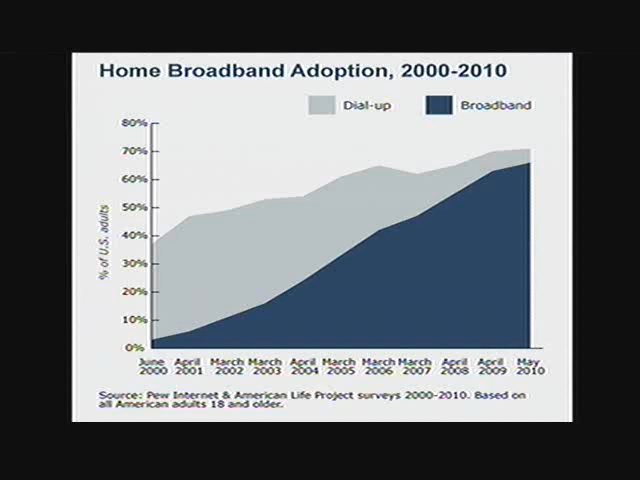 Home Broadband Adoption, 2000-2010
Dial-up Broadband
80%
70%
60%
50%
40%
30%
20%
10%
0%
% of U.S. adults
June April March March April March March March April April May
2000 2001 2002 2003 2004 2005 2006 2007 2008 2009 2010
Source: Pew Internet & American Life Project surveys 2000-2010. Based on
all American adults 18 and older.